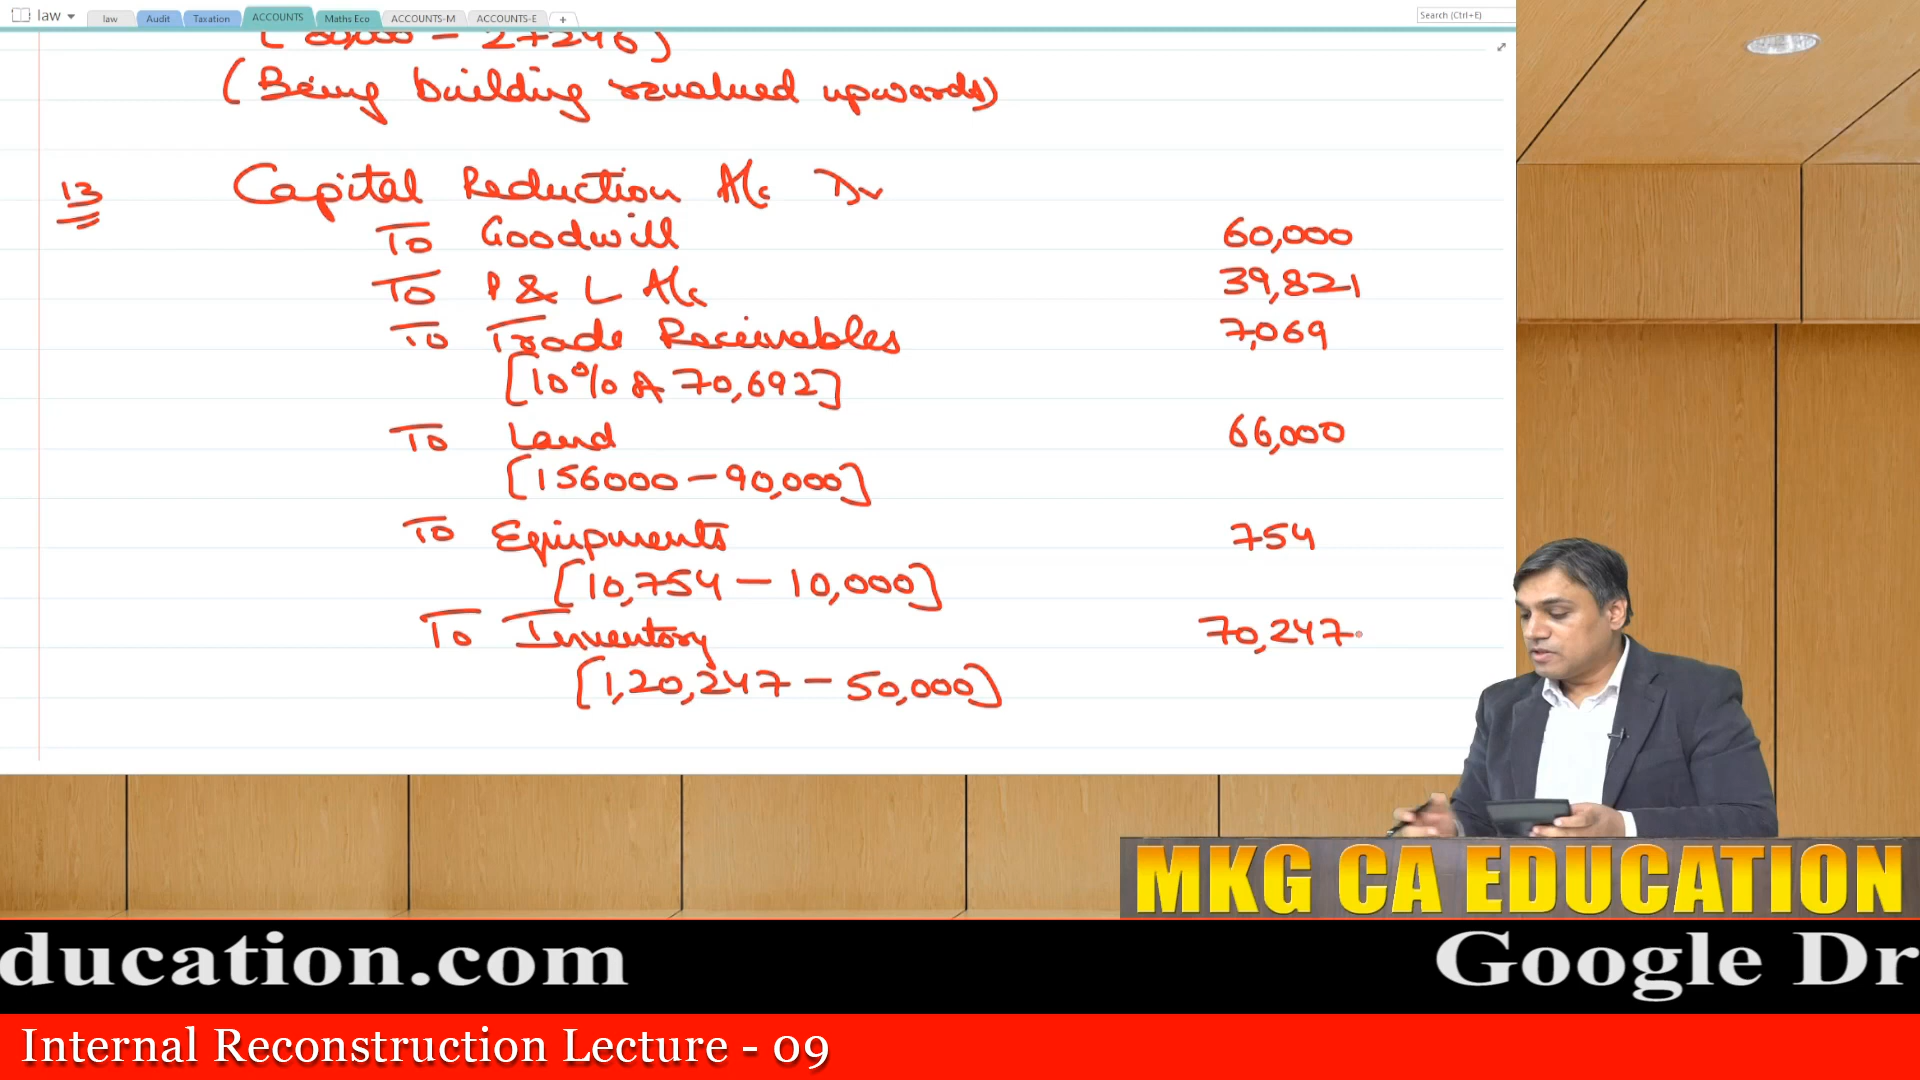 law
law Audit Taxation ACCOUNTS Maths Eco ACCOUNTS-M ACCOUNTS-E +
Search (Ctrl+E)
- 27246]
(Being building revalued upwards)
13 Capital Reduction A/c Dr
To Goodwill 60,000
To P & L A/c 39,821
To Trade Receivables 7,069
[10% of 70,692]
To Land 66,000
[156000 - 90,000]
To Equipments 754
[10,754 - 10,000]
To Inventory 70,247
[1,20,247 - 50,000]
MKG CA EDUCATION
ducation.com Google Dr
Internal Reconstruction Lecture - 09